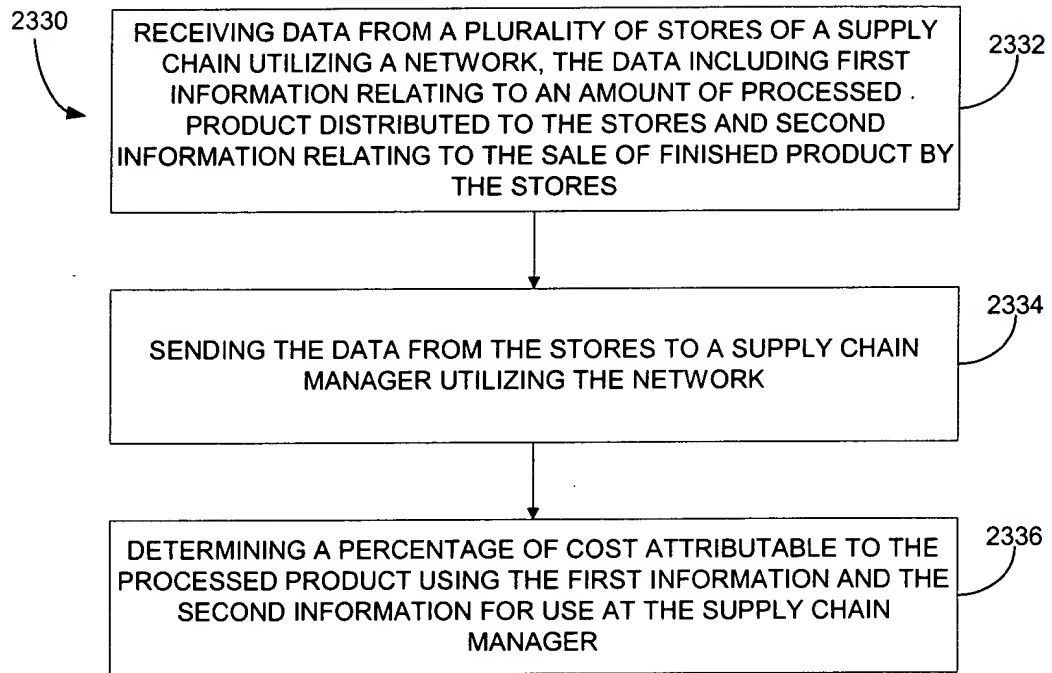 2330
RECEIVING DATA FROM A PLURALITY OF STORES OF A SUPPLY
CHAIN UTILIZING A NETWORK, THE DATA INCLUDING FIRST
INFORMATION RELATING TO AN AMOUNT OF PROCESSED
PRODUCT DISTRIBUTED TO THE STORES AND SECOND
INFORMATION RELATING TO THE SALE OF FINISHED PRODUCT BY
THE STORES
2332
SENDING THE DATA FROM THE STORES TO A SUPPLY CHAIN
MANAGER UTILIZING THE NETWORK
2334
DETERMINING A PERCENTAGE OF COST ATTRIBUTABLE TO THE
PROCESSED PRODUCT USING THE FIRST INFORMATION AND THE
SECOND INFORMATION FOR USE AT THE SUPPLY CHAIN
MANAGER
2336